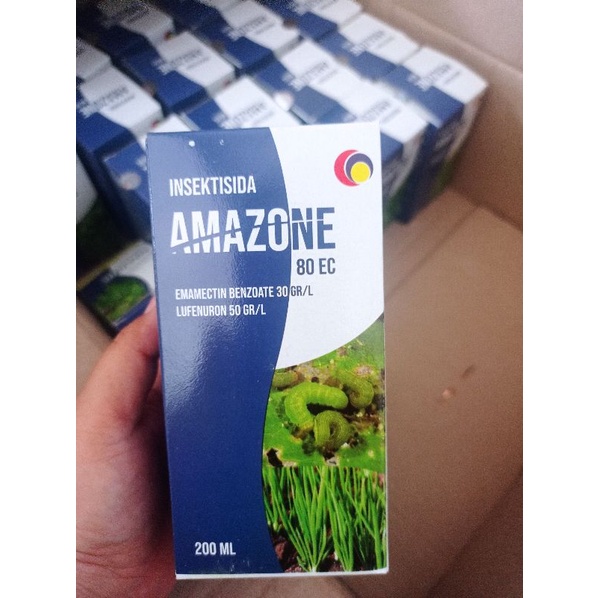 INSEKTISIDA
AMAZONE
80 EC
EMAMECTIN BENZOATE 30 GR/L
LUFENURON 50 GR/L
200 ML